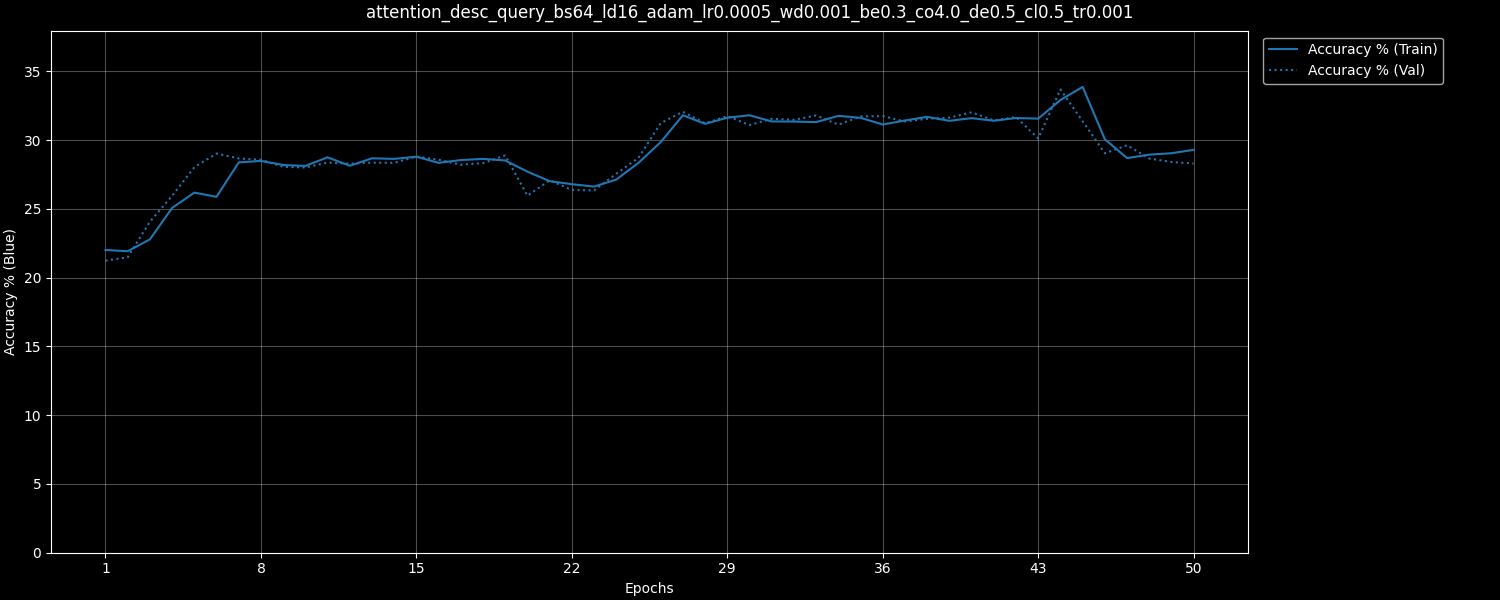 attention_desc_query_bs64_ld16_adam_lr0.0005_wd0.001_be0.3_co4.0_de0.5_cl0.5_tr0.001
Accuracy % (Train)
Accuracy % (Val)
Accuracy % (Blue)
35
30
25
20
15
10
5
0
1 8 15 22 29 36 43 50
Epochs